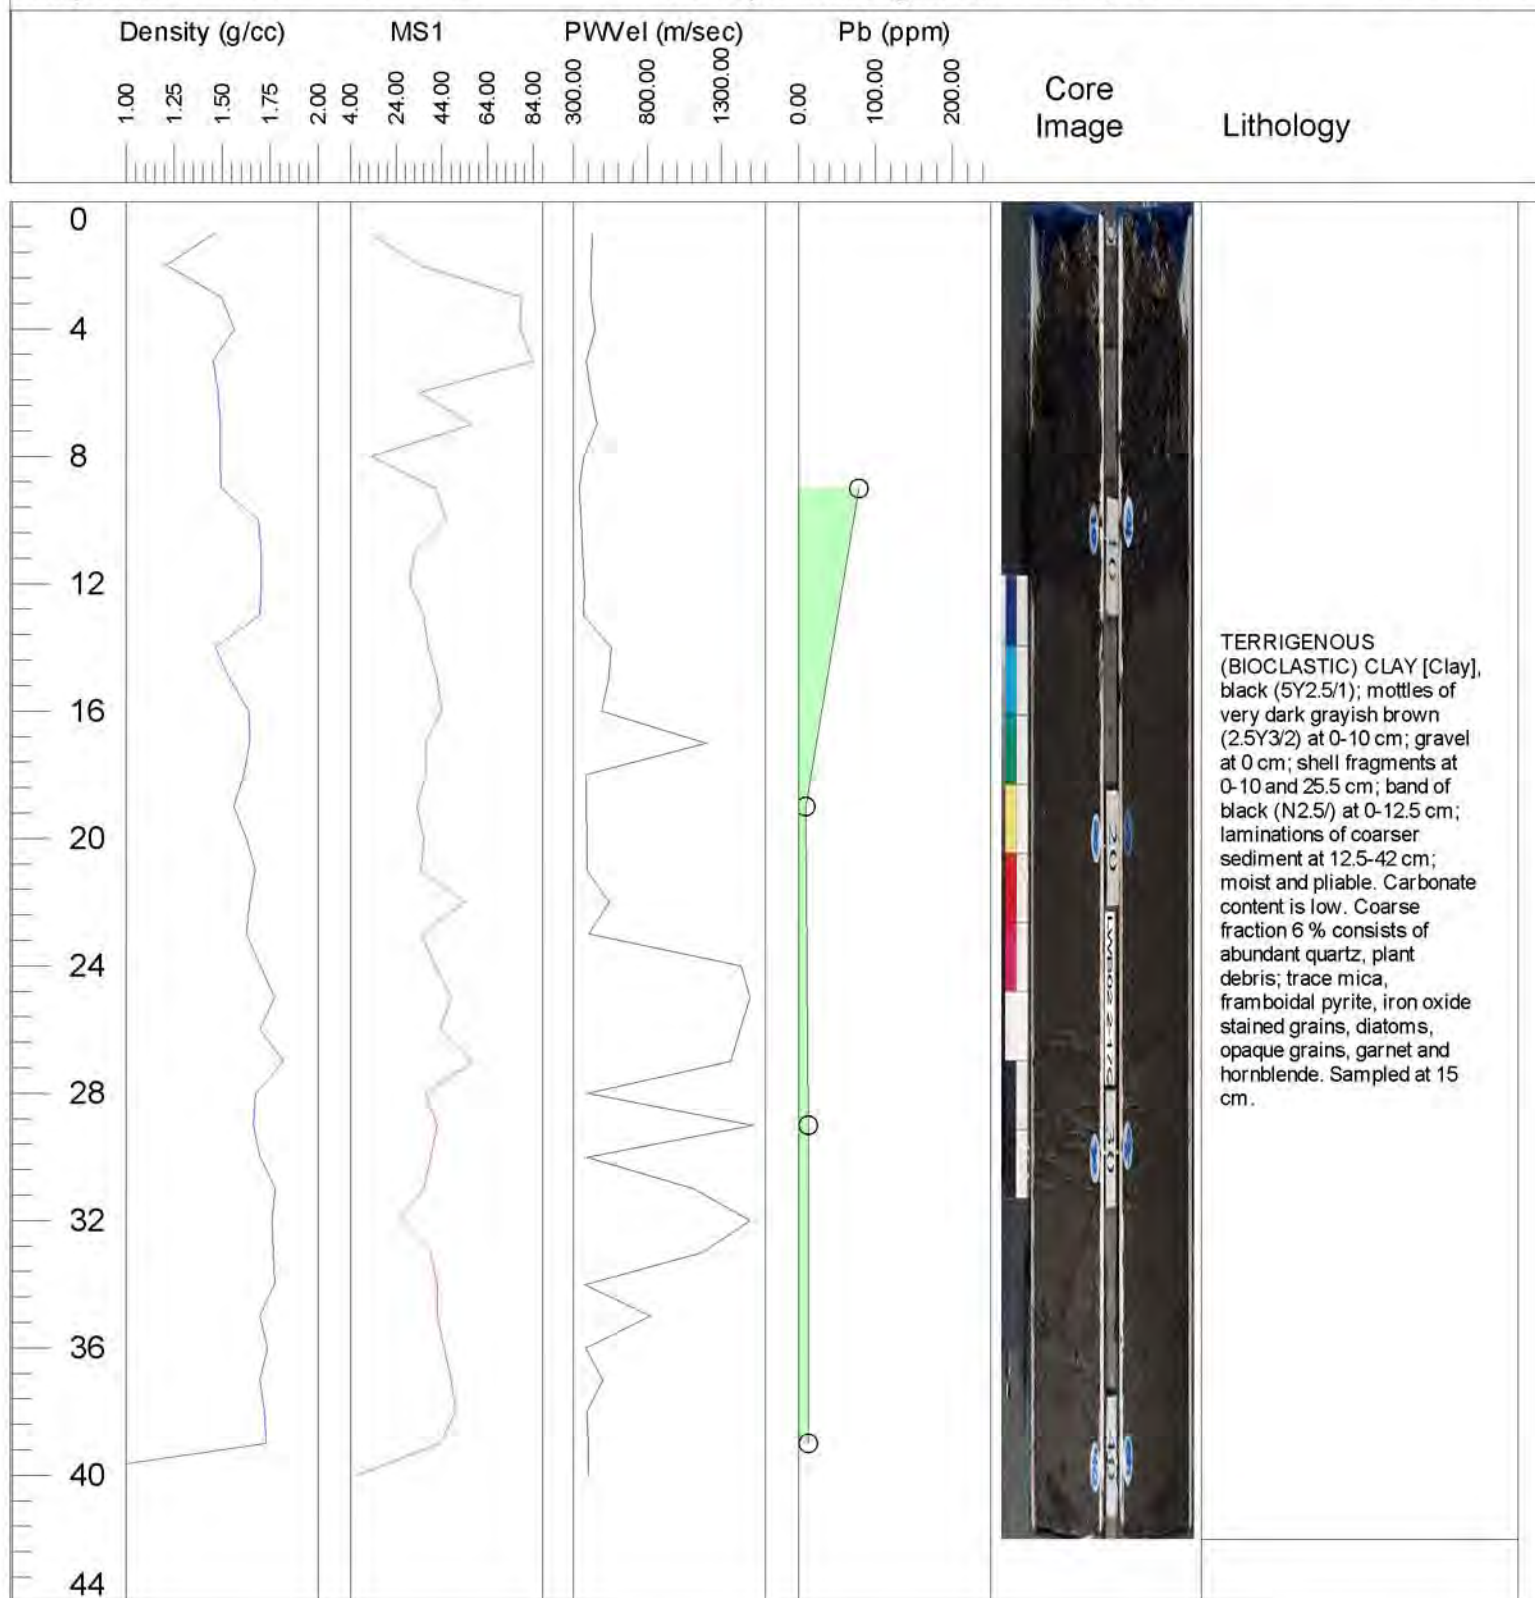 Density (g/cc) MS1 PWVel (m/sec) Pb (ppm)
1.00 1.25 1.50 1.75 2.00 4.00 24.00 44.00 64.00 84.00 300.00 800.00 1300.00 0.00 100.00 200.00
Core
Image
Lithology
0
4
8
12
16
20
24
28
32
36
40
44
10
20
LWB02 2-17C
30
40
TERRIGENOUS
(BIOCLASTIC) CLAY [Clay],
black (5Y2.5/1); mottles of
very dark grayish brown
(2.5Y3/2) at 0-10 cm; gravel
at 0 cm; shell fragments at
0-10 and 25.5 cm; band of
black (N2.5/) at 0-12.5 cm;
laminations of coarser
sediment at 12.5-42 cm;
moist and pliable. Carbonate
content is low. Coarse
fraction 6 % consists of
abundant quartz, plant
debris; trace mica,
framboidal pyrite, iron oxide
stained grains, diatoms,
opaque grains, garnet and
hornblende. Sampled at 15
cm.